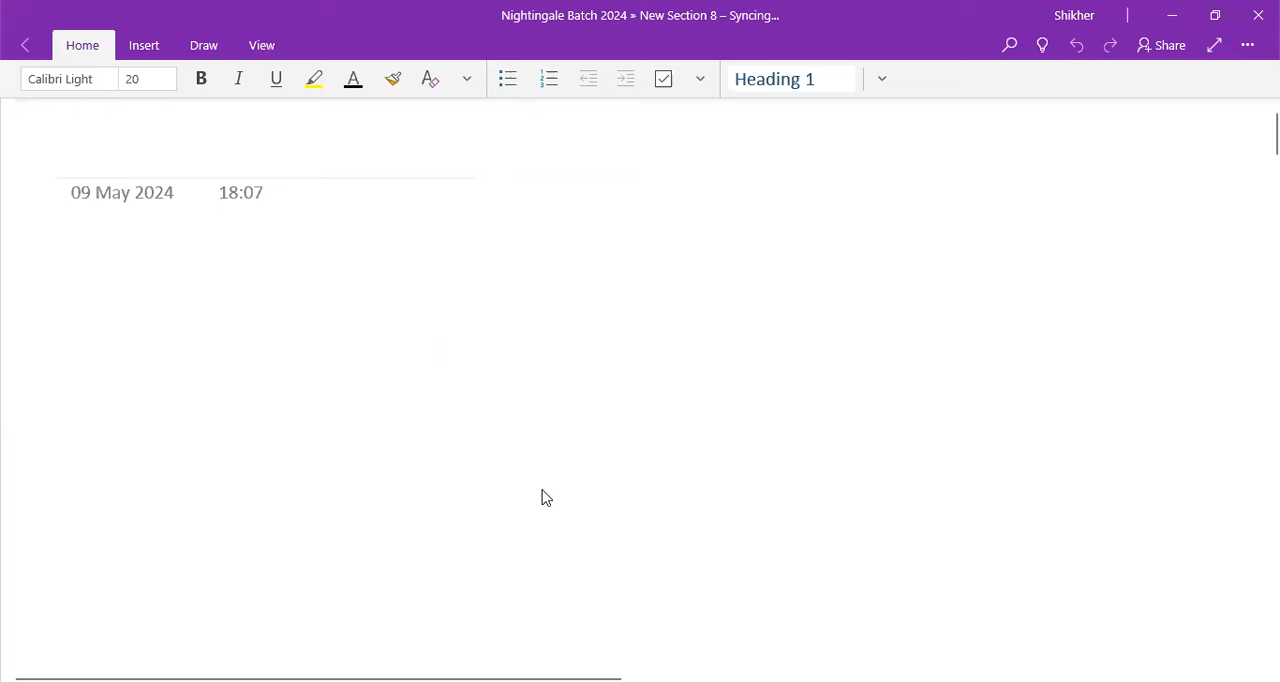 Nightingale Batch 2024 » New Section 8 – Syncing...
Shikher
Home Insert Draw View
Share
Calibri Light 20 B I U A A Heading 1
09 May 2024 18:07